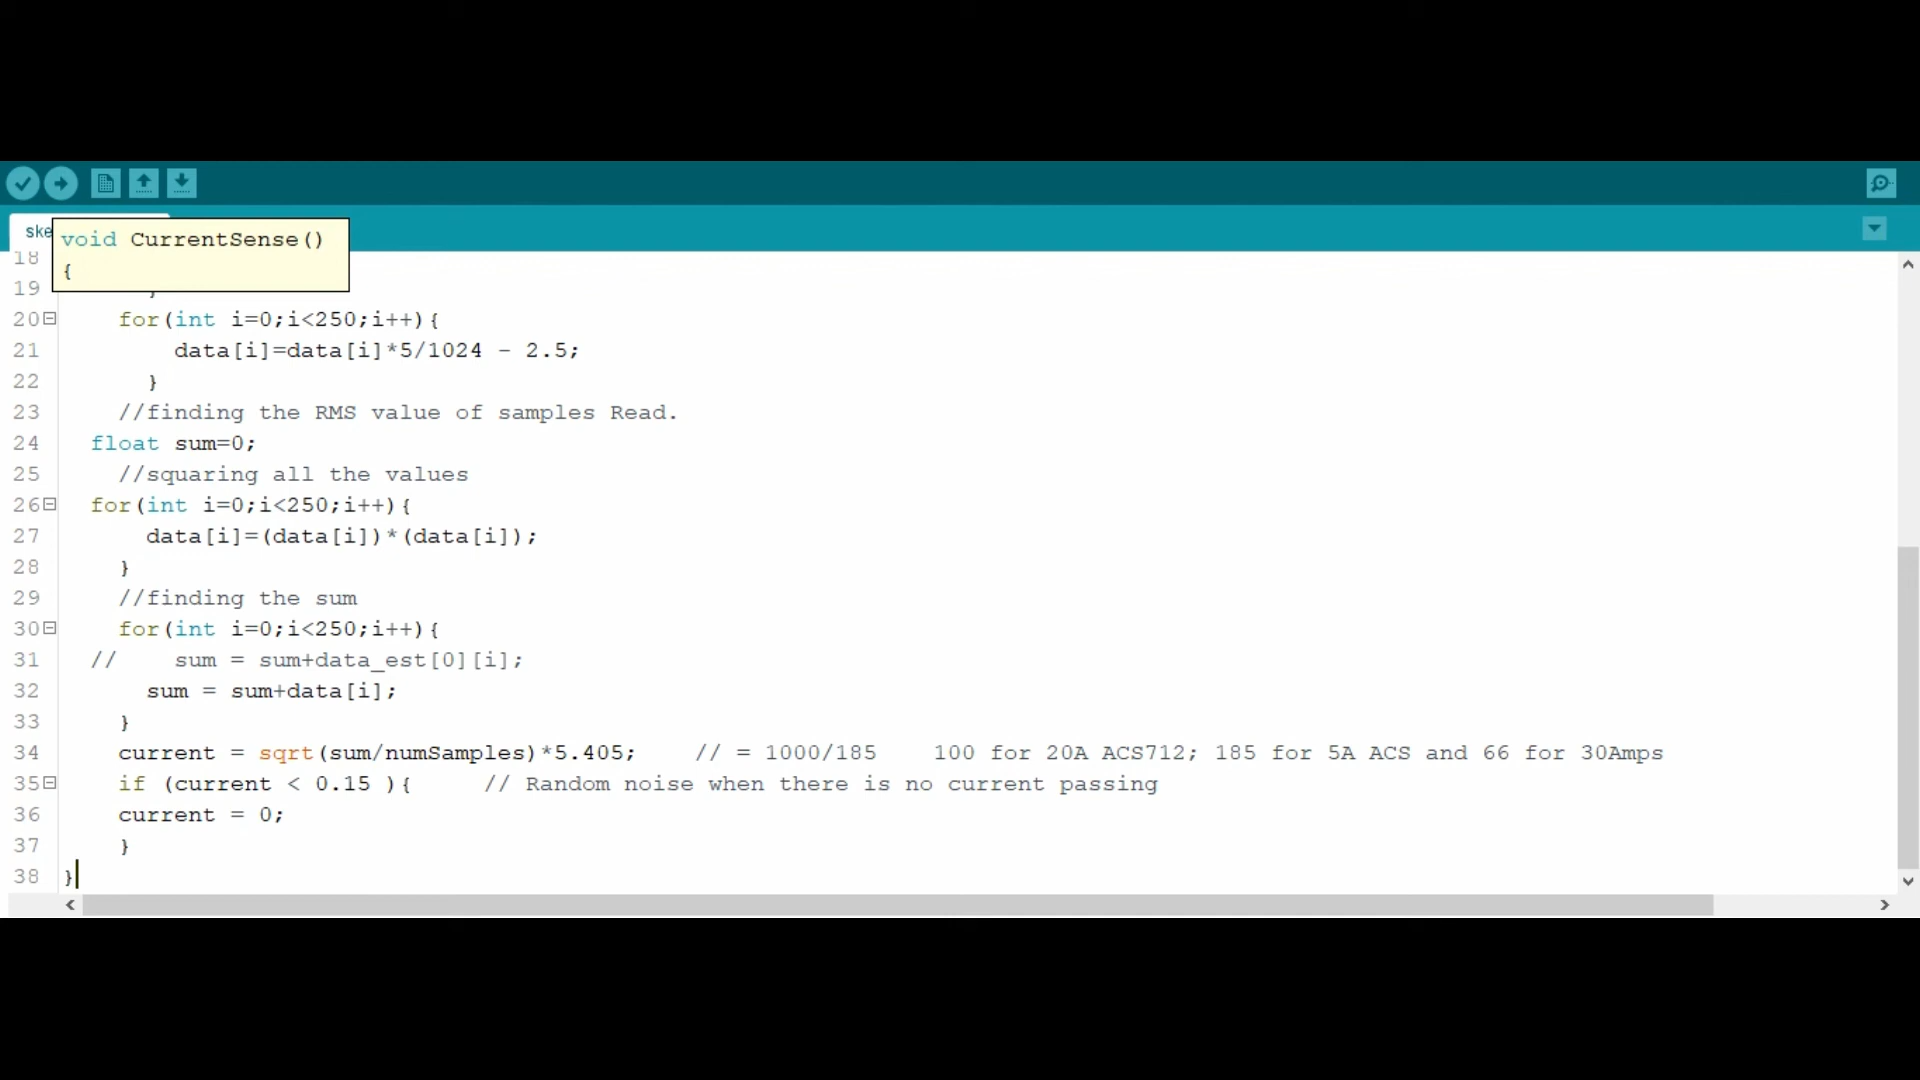 ske
void CurrentSense()
{
18
19 }
20 for(int i=0;i<250;i++){
21 data[i]=data[i]*5/1024 - 2.5;
22 }
23 //finding the RMS value of samples Read.
24 float sum=0;
25 //squaring all the values
26 for(int i=0;i<250;i++){
27 data[i]=(data[i])*(data[i]);
28 }
29 //finding the sum
30 for(int i=0;i<250;i++){
31 // sum = sum+data_est[0][i];
32 sum = sum+data[i];
33 }
34 current = sqrt(sum/numSamples)*5.405; // = 1000/185 100 for 20A ACS712; 185 for 5A ACS and 66 for 30Amps
35 if (current < 0.15 ){ // Random noise when there is no current passing
36 current = 0;
37 }
38 }